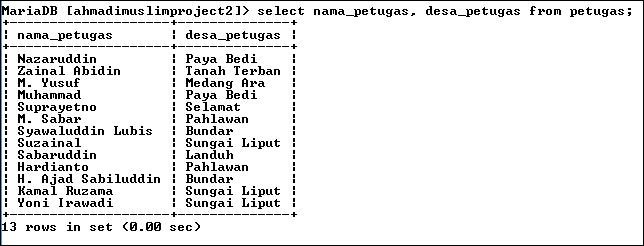 MariaDB [ahmadimuslimproject2]> select nama_petugas, desa_petugas from petugas;
+--------------------+--------------+
| nama_petugas       | desa_petugas |
+--------------------+--------------+
| Nazaruddin         | Paya Bedi    |
| Zainal Abidin      | Tanah Terban |
| M. Yusuf           | Medang Ara   |
| Muhammad           | Paya Bedi    |
| Suprayetno         | Selamat      |
| M. Sabar           | Pahlawan     |
| Syawaluddin Lubis  | Bundar       |
| Suzainal           | Sungai Liput |
| Sabaruddin         | Landuh       |
| Hardianto          | Pahlawan     |
| H. Ajad Sabiluddin | Bundar       |
| Kamal Ruzama       | Sungai Liput |
| Yoni Irawadi       | Sungai Liput |
+--------------------+--------------+
13 rows in set (0.00 sec)